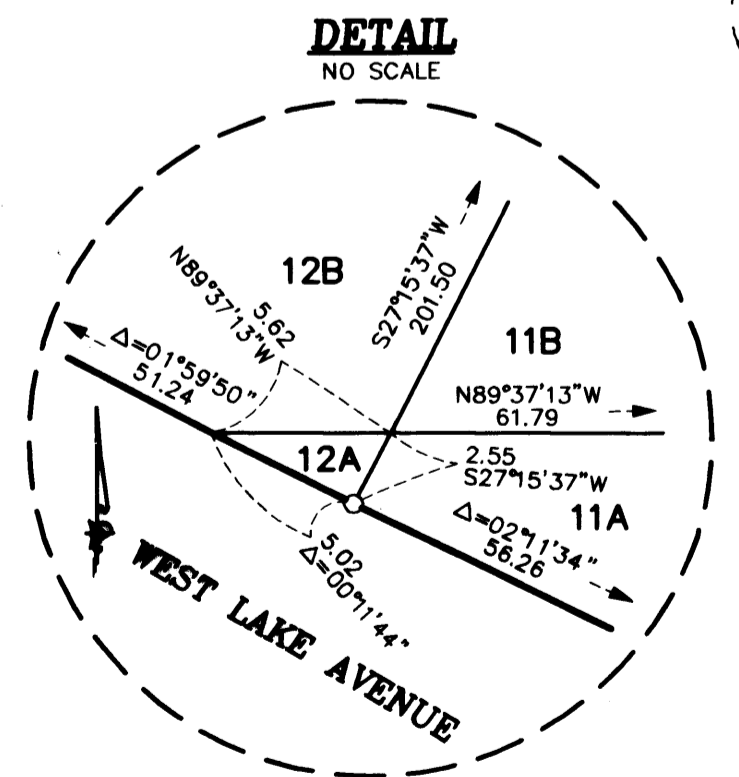 DETAIL
NO SCALE
12B
S27°15'37"W
201.50
N89°37'13"W
5.62
11B
Δ=01°59'50"
51.24
N89°37'13"W
61.79
12A
2.55
S27°15'37"W
11A
Δ=02°11'34"
56.26
5.02
Δ=00°11'44"
WEST LAKE AVENUE